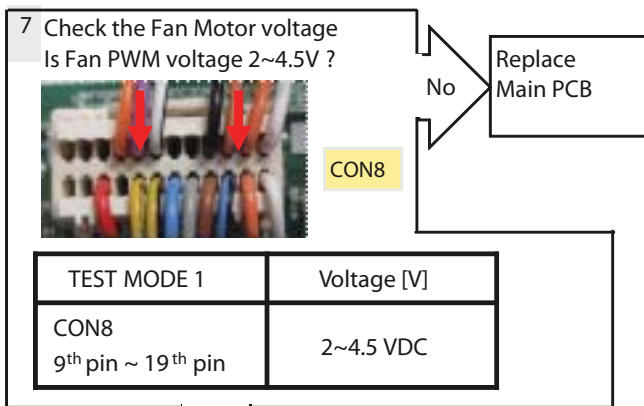 7 Check the Fan Motor voltage
Is Fan PWM voltage 2~4.5V ?
No
Replace
Main PCB
CON8
TEST MODE 1 Voltage [V]
CON8
9th pin ~ 19th pin 2~4.5 VDC